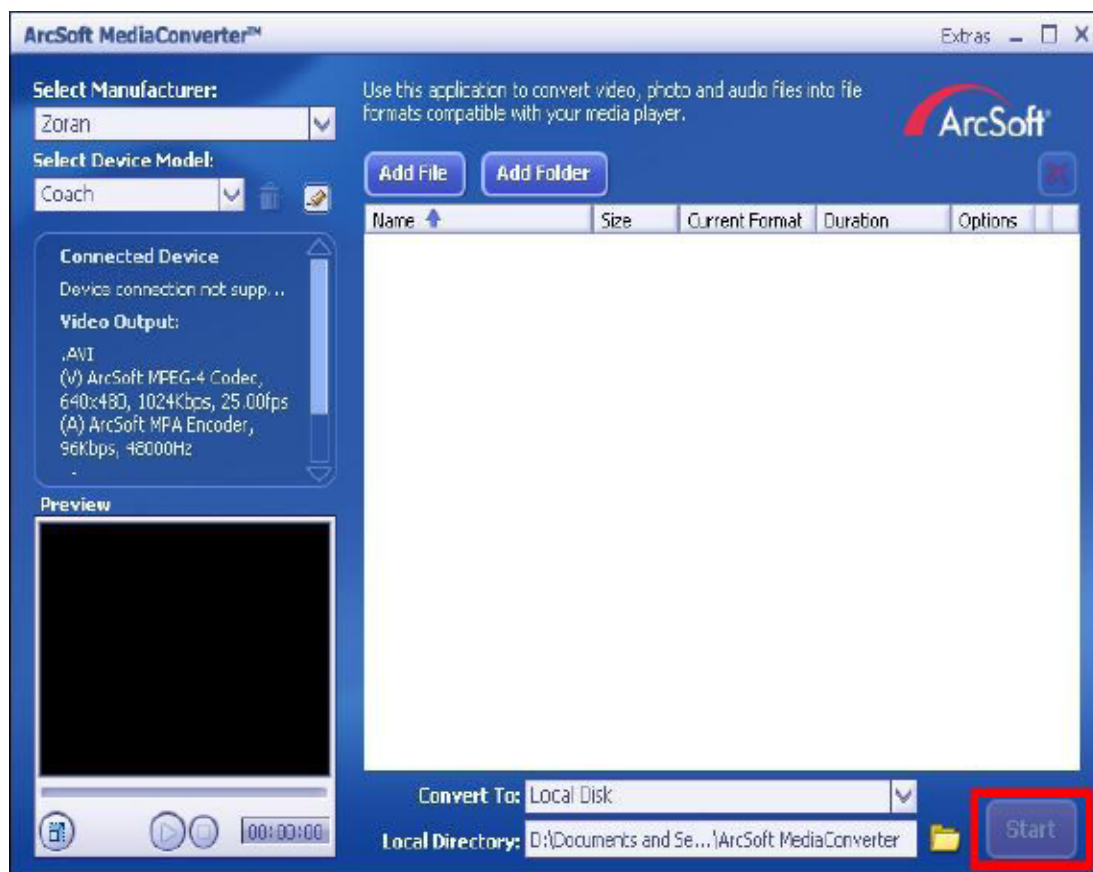 ArcSoft MediaConverter™
Extras
Select Manufacturer:
Zoran
Select Device Model:
Coach
Connected Device
Device connection not supp...
Video Output:
.AVI
(V) ArcSoft MPEG-4 Codec,
640x480, 1024Kbps, 25.00fps
(A) ArcSoft MPA Encoder,
96Kbps, 48000Hz
Preview
00:00:00
Use this application to convert video, photo and audio files into file
formats compatible with your media player.
ArcSoft®
Add File Add Folder
Name Size Current Format Duration Options
Convert To: Local Disk
Local Directory: D:\Documents and Se...\ArcSoft MediaConverter
Start